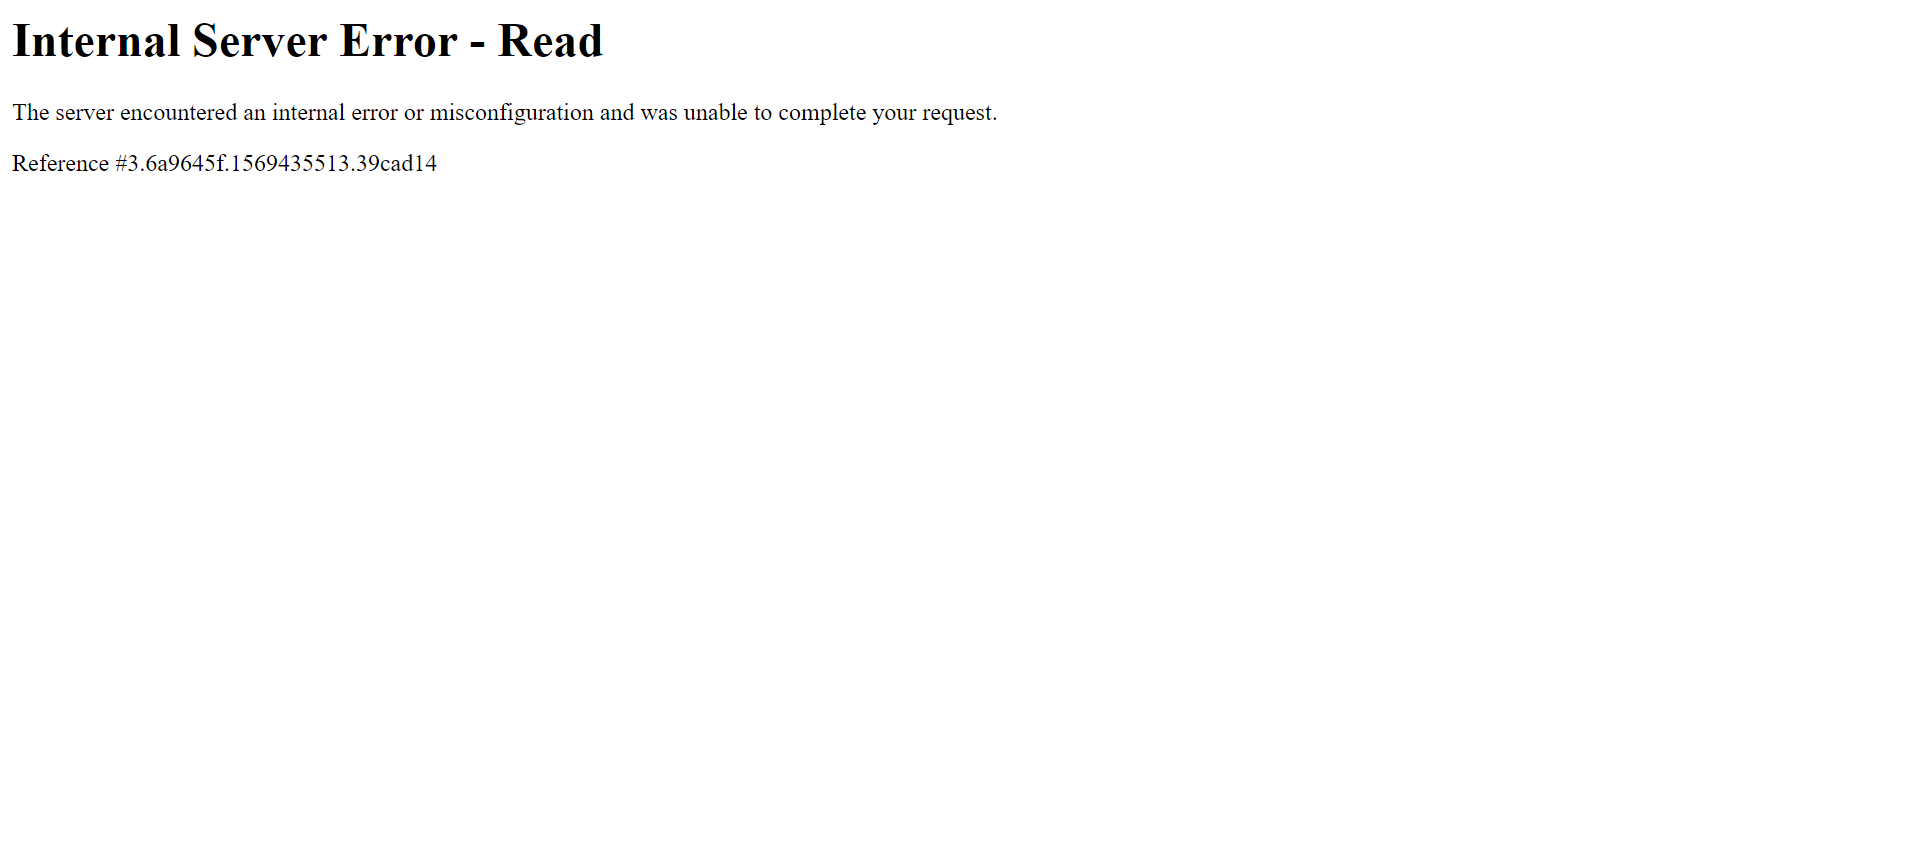 Internal Server Error - Read
The server encountered an internal error or misconfiguration and was unable to complete your request.
Reference #3.6a9645f.1569435513.39cad14